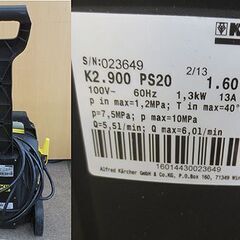 S/N:023649
2/13
K2.900 PS20 1.60
100V- 60Hz 1,3kW 13A
p in max=1,2MPa; T in max=40°
p=7,5MPa; p max=10MPa
Q=5,5l/min; Q max=6,0l/min
Alfred Kärcher GmbH & Co.KG, P.O.Box 160, 71349 Win
16014430023649